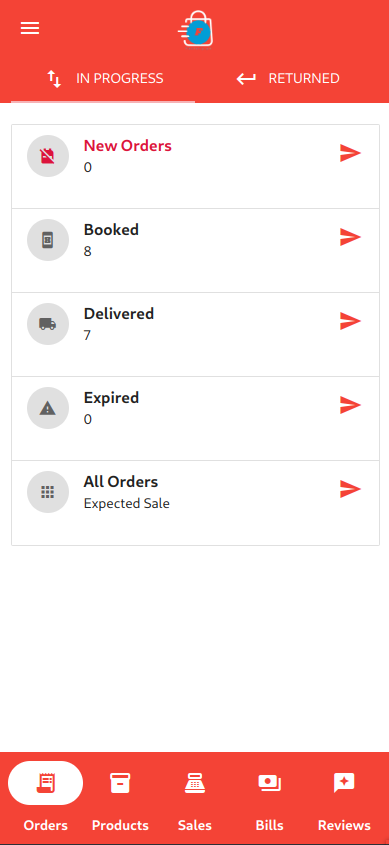 IN PROGRESS
RETURNED
New Orders
0
Booked
8
Delivered
7
Expired
0
All Orders
Expected Sale
Orders
Products
Sales
Bills
Reviews